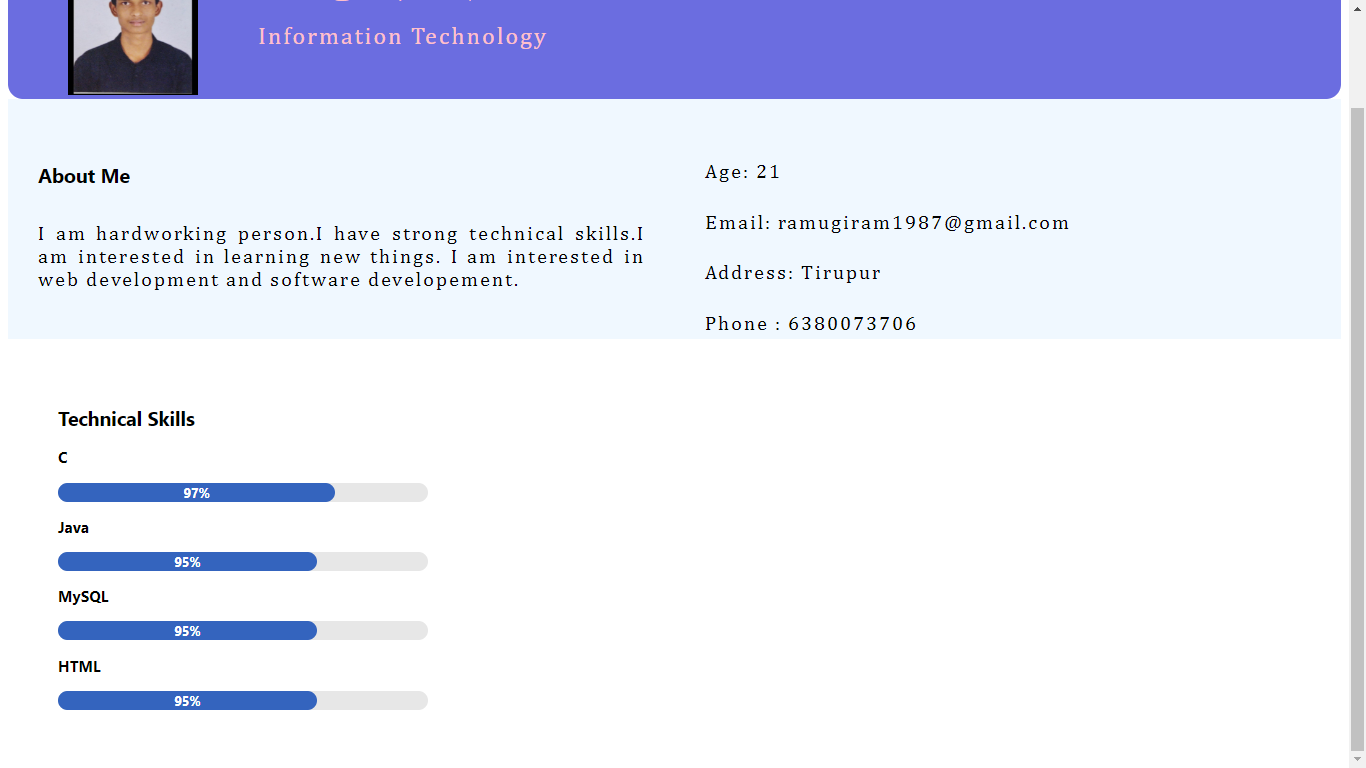 Information Technology
About Me
I am hardworking person.I have strong technical skills.I
am interested in learning new things. I am interested in
web development and software developement.
Age: 21
Email: ramugiram1987@gmail.com
Address: Tirupur
Phone : 6380073706
Technical Skills
C
97%
Java
95%
MySQL
95%
HTML
95%